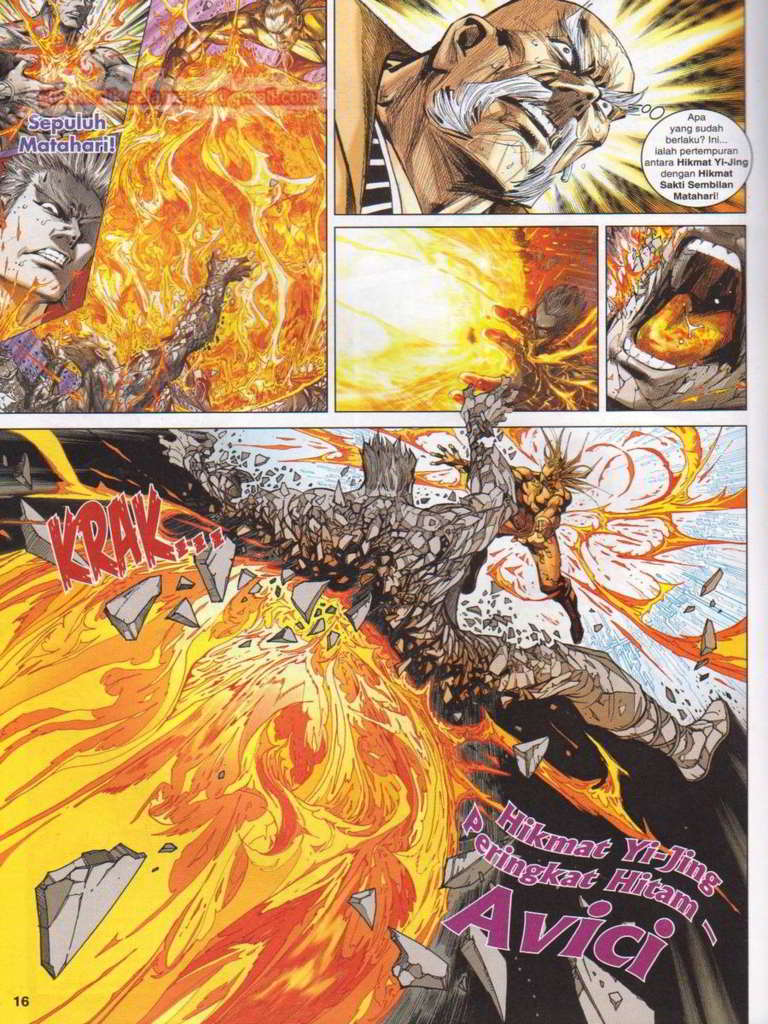 Sepuluh
Matahari!
Apa
yang sudah
berlaku? Ini...
ialah pertempuran
antara Hikmat Yi-Jing
dengan Hikmat
Sakti Sembilan
Matahari!
KRAK...
Hikmat Yi-Jing
Peringkat Hitam –
Avici
16